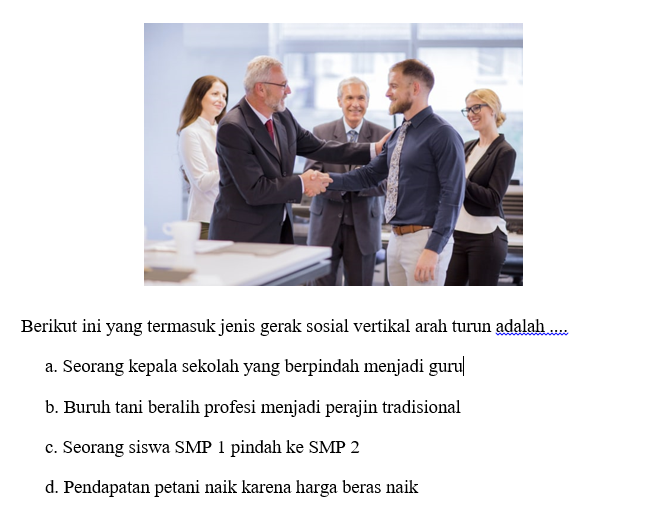 Berikut ini yang termasuk jenis gerak sosial vertikal arah turun adalah ....
a. Seorang kepala sekolah yang berpindah menjadi guru
b. Buruh tani beralih profesi menjadi perajin tradisional
c. Seorang siswa SMP 1 pindah ke SMP 2
d. Pendapatan petani naik karena harga beras naik